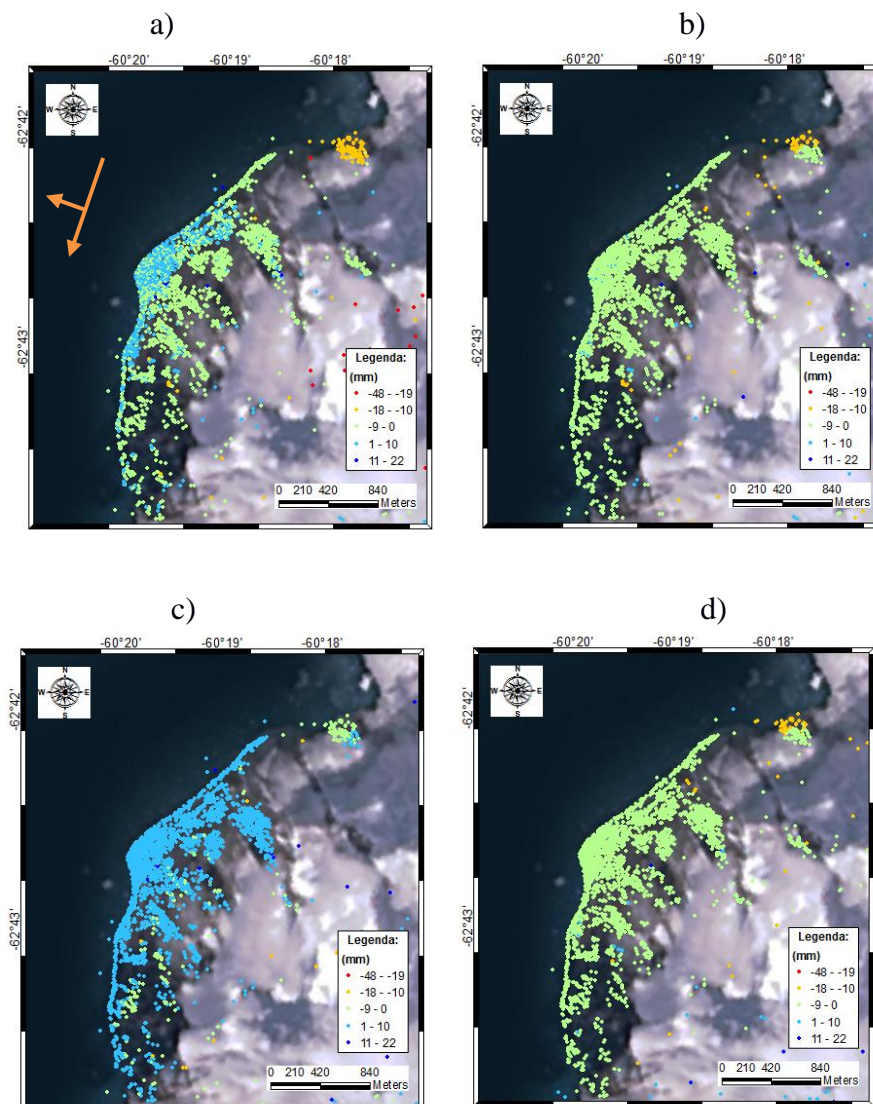 a)
b)
-60°20' -60°19' -60°18'
-60°20' -60°19' -60°18'
N
W E
S
N
W E
S
-62°42'
-62°42'
-62°43'
-62°43'
Legenda:
(mm)
-48 - -19
-18 - -10
-9 - 0
1 - 10
11 - 22
Legenda:
(mm)
-48 - -19
-18 - -10
-9 - 0
1 - 10
11 - 22
0 210 420 840
Meters
0 210 420 840
Meters
c)
d)
-60°20' -60°19' -60°18'
-60°20' -60°19' -60°18'
N
W E
S
N
W E
S
-62°42'
-62°42'
-62°43'
-62°43'
Legenda:
(mm)
-48 - -19
-18 - -10
-9 - 0
1 - 10
11 - 22
Legenda:
(mm)
-48 - -19
-18 - -10
-9 - 0
1 - 10
11 - 22
0 210 420 840
Meters
0 210 420 840
Meters